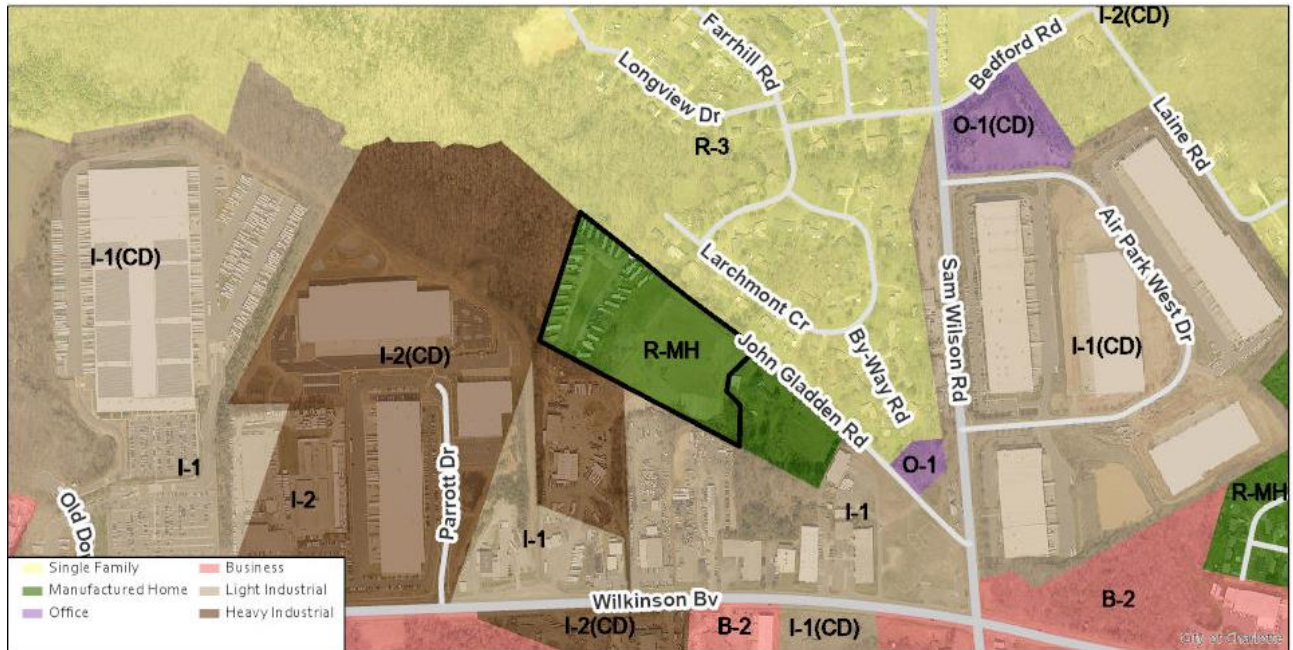 I-2(CD)
Farrhill Rd
Bedford Rd
Longview Dr
Laine Rd
O-1(CD)
R-3
Air Park West Dr
I-1(CD)
Larchmont Cr
Sam Wilson Rd
R-MH
John Gladden Rd
By-Way Rd
I-2(CD)
I-1(CD)
O-1
I-1
I-2
Parrott Dr
I-1
I-1
R-MH
Old Dow
Single Family
Business
Manufactured Home
Light Industrial
Office
Heavy Industrial
Wilkinson Bv
B-2
I-2(CD)
B-2
I-1(CD)
City of Charlotte